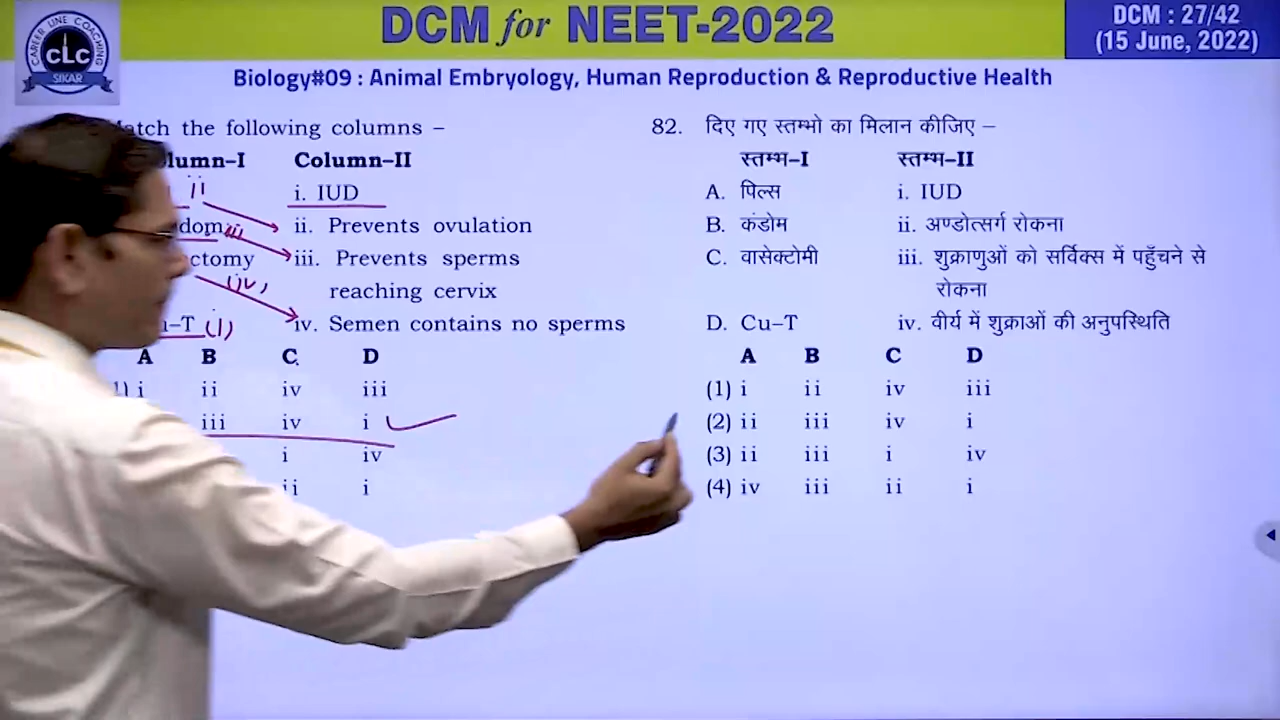 DCM for NEET-2022
DCM : 27/42
(15 June, 2022)
CAREER LINE COACHING
CLC
SIKAR
Biology#09 : Animal Embryology, Human Reproduction & Reproductive Health
the following columns –
Column-II
ii
i. IUD
iii
ii. Prevents ovulation
iii. Prevents sperms
reaching cervix
(iv)
-T (i)
iv. Semen contains no sperms
A B C D
(1) i ii iv iii
iii iv i
i iv
i
82. दिए गए स्तम्भो का मिलान कीजिए –
स्तम्भ-I स्तम्भ-II
A. पिल्स i. IUD
B. कंडोम ii. अण्डोत्सर्ग रोकना
C. वासेक्टोमी iii. शुक्राणुओं को सर्विक्स में पहुँचने से
रोकना
D. Cu-T iv. वीर्य में शुक्राओं की अनुपस्थिति
A B C D
(1) i ii iv iii
(2) ii iii iv i
(3) ii iii i iv
(4) iv iii ii i